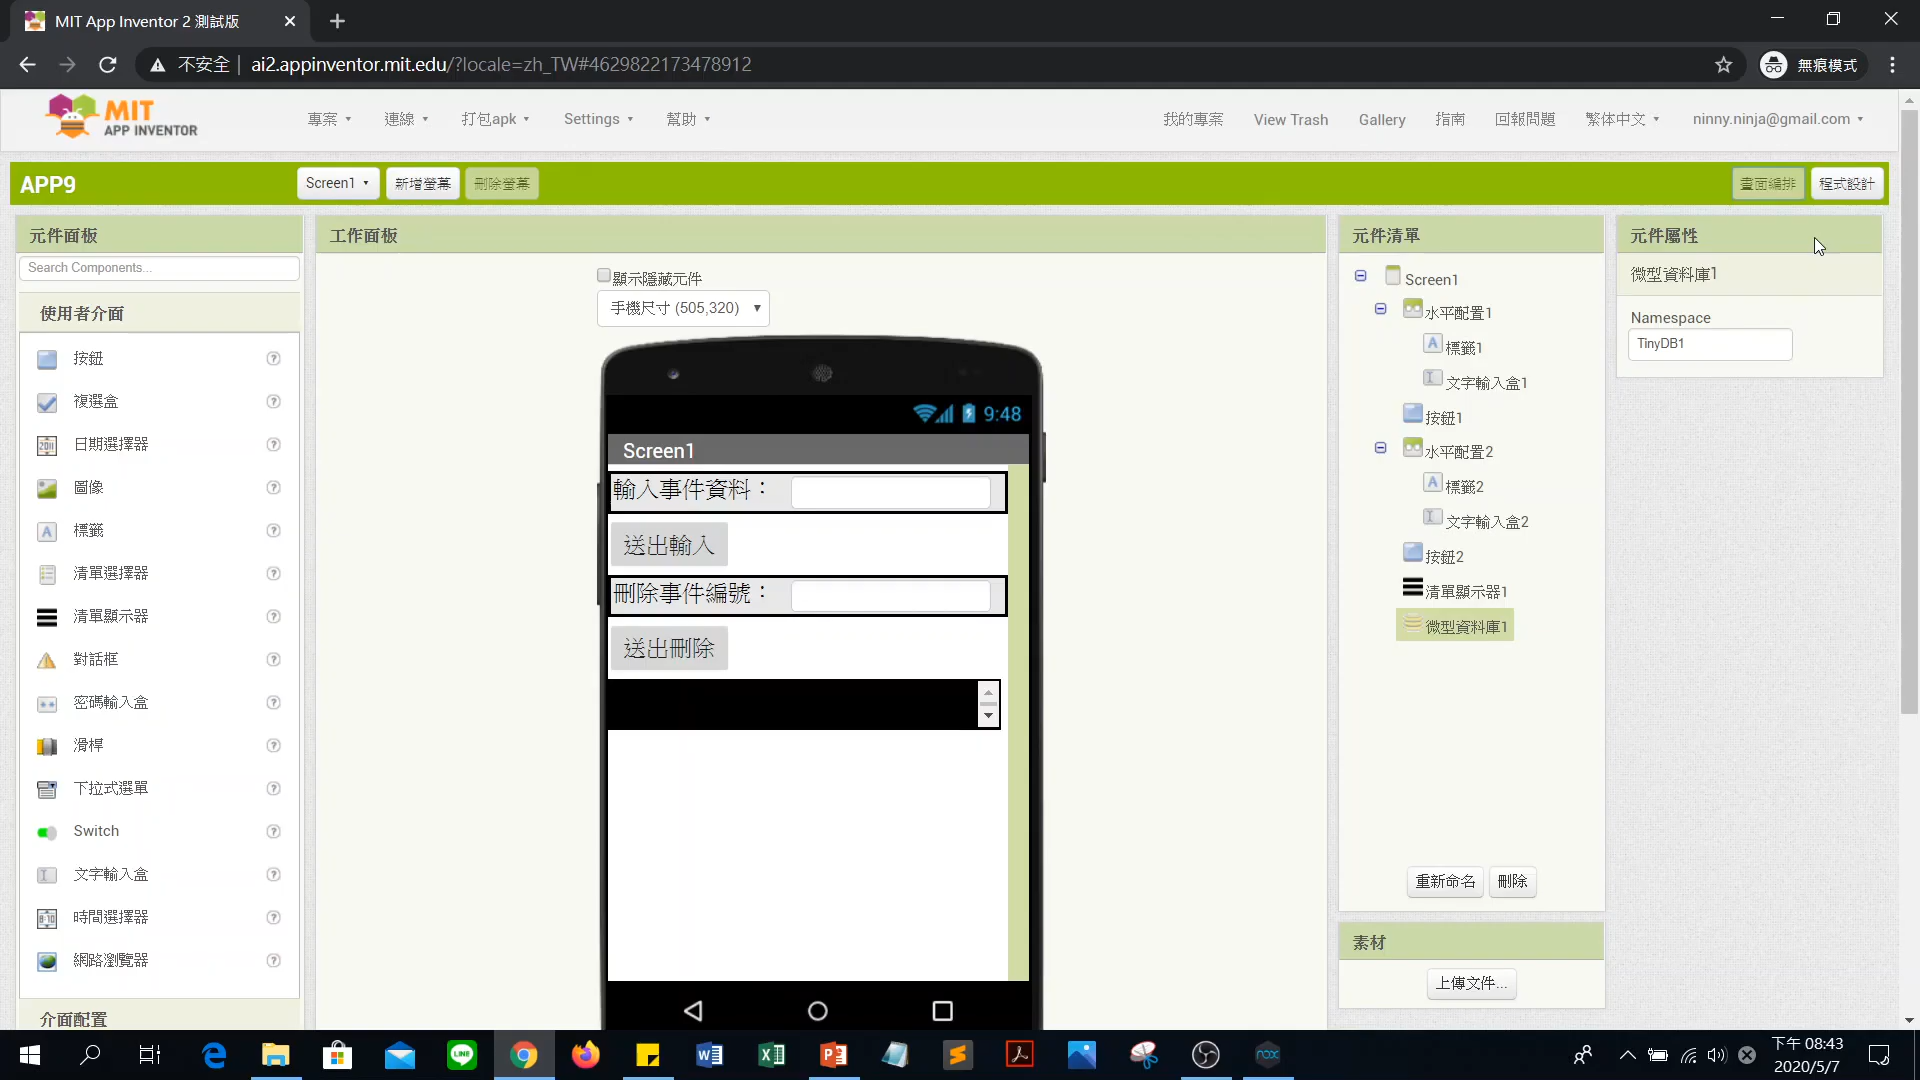 MIT App Inventor 2 測試版
不安全
ai2.appinventor.mit.edu/?locale=zh_TW#4629822173478912
無痕模式
MIT
APP INVENTOR
專案
連線
打包apk
Settings
幫助
我的專案
View Trash
Gallery
指南
回報問題
繁体中文
ninny.ninja@gmail.com
APP9
Screen1
新增螢幕
刪除螢幕
畫面編排
程式設計
元件面板
Search Components...
使用者介面
按鈕
複選盒
日期選擇器
圖像
標籤
清單選擇器
清單顯示器
對話框
密碼輸入盒
滑桿
下拉式選單
Switch
文字輸入盒
時間選擇器
網路瀏覽器
介面配置
工作面板
顯示隱藏元件
手機尺寸 (505,320)
9:48
Screen1
輸入事件資料：
送出輸入
刪除事件編號：
送出刪除
元件清單
Screen1
水平配置1
標籤1
文字輸入盒1
按鈕1
水平配置2
標籤2
文字輸入盒2
按鈕2
清單顯示器1
微型資料庫1
重新命名
刪除
素材
上傳文件...
元件屬性
微型資料庫1
Namespace
TinyDB1
下午 08:43
2020/5/7